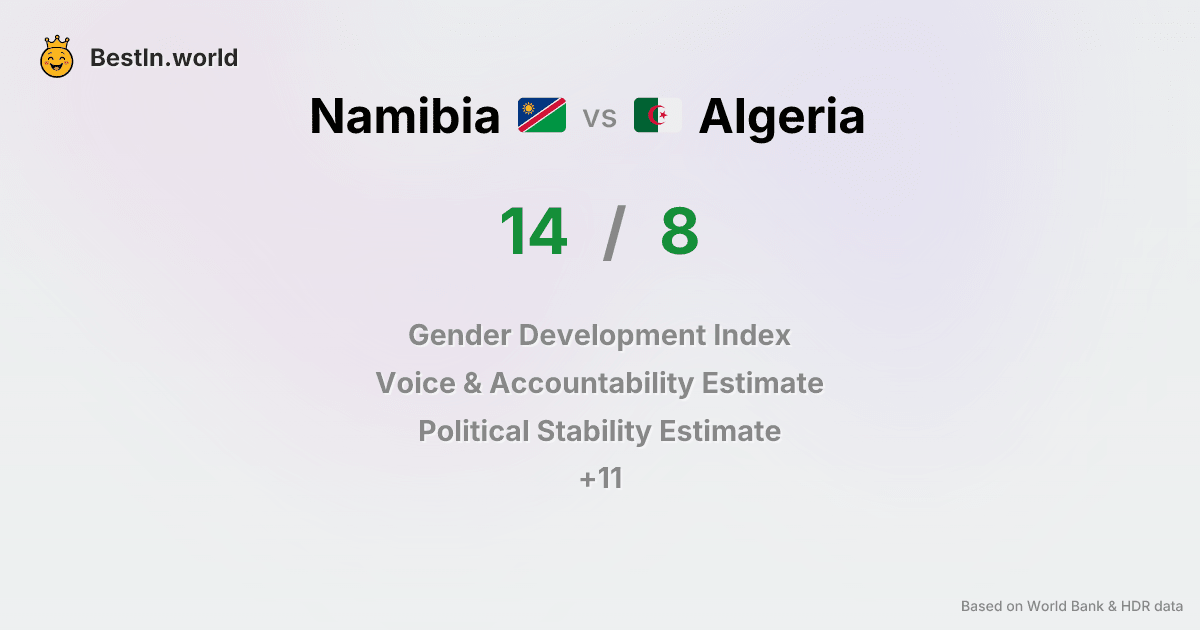 BestIn.world
Namibia vs Algeria
14 / 8
Gender Development Index
Voice & Accountability Estimate
Political Stability Estimate
+11
Based on World Bank & HDR data